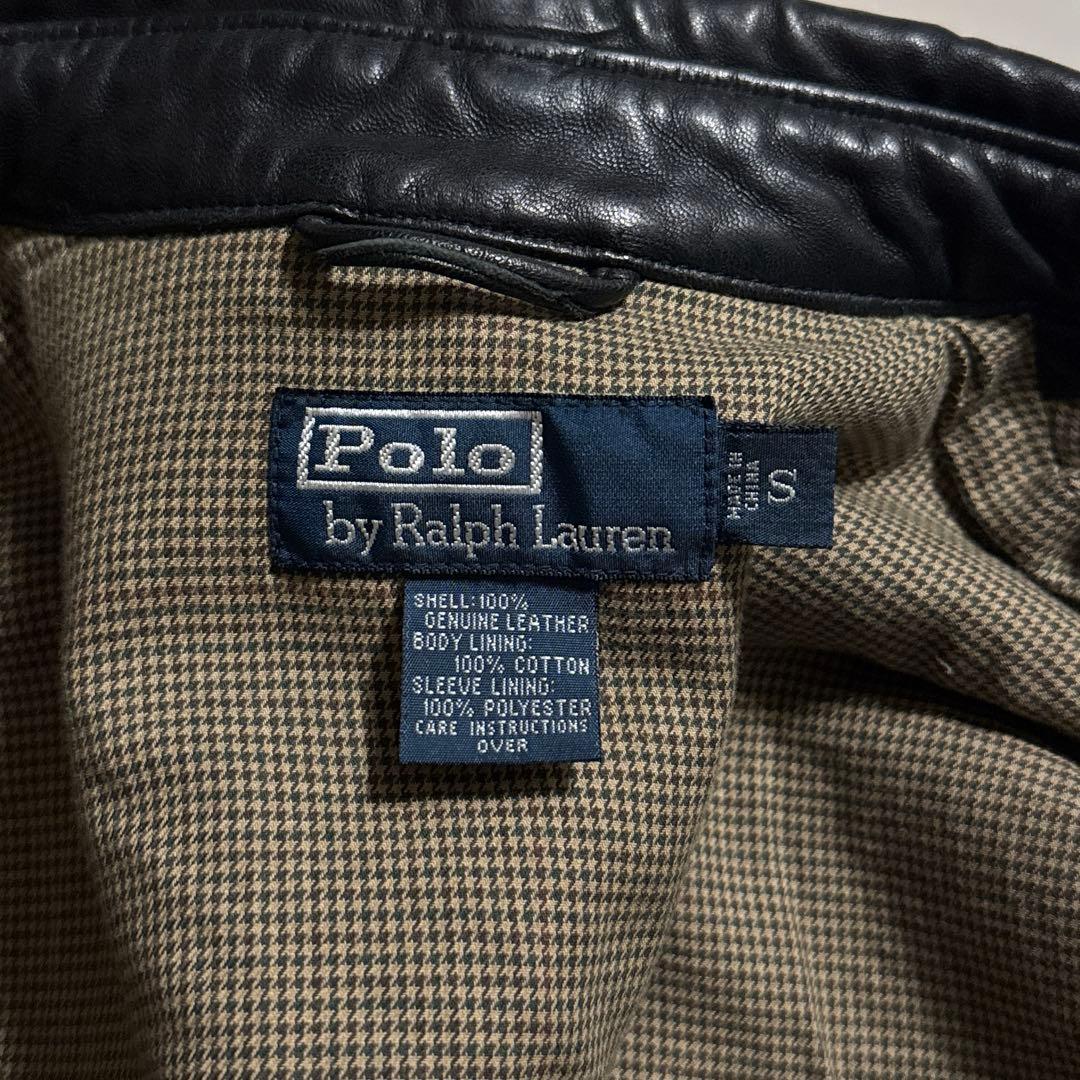 Polo
by Ralph Lauren
MADE IN
CHINA
S
SHELL:100%
GENUINE LEATHER
BODY LINING:
100% COTTON
SLEEVE LINING:
100% POLYESTER
CARE INSTRUCTIONS
OVER